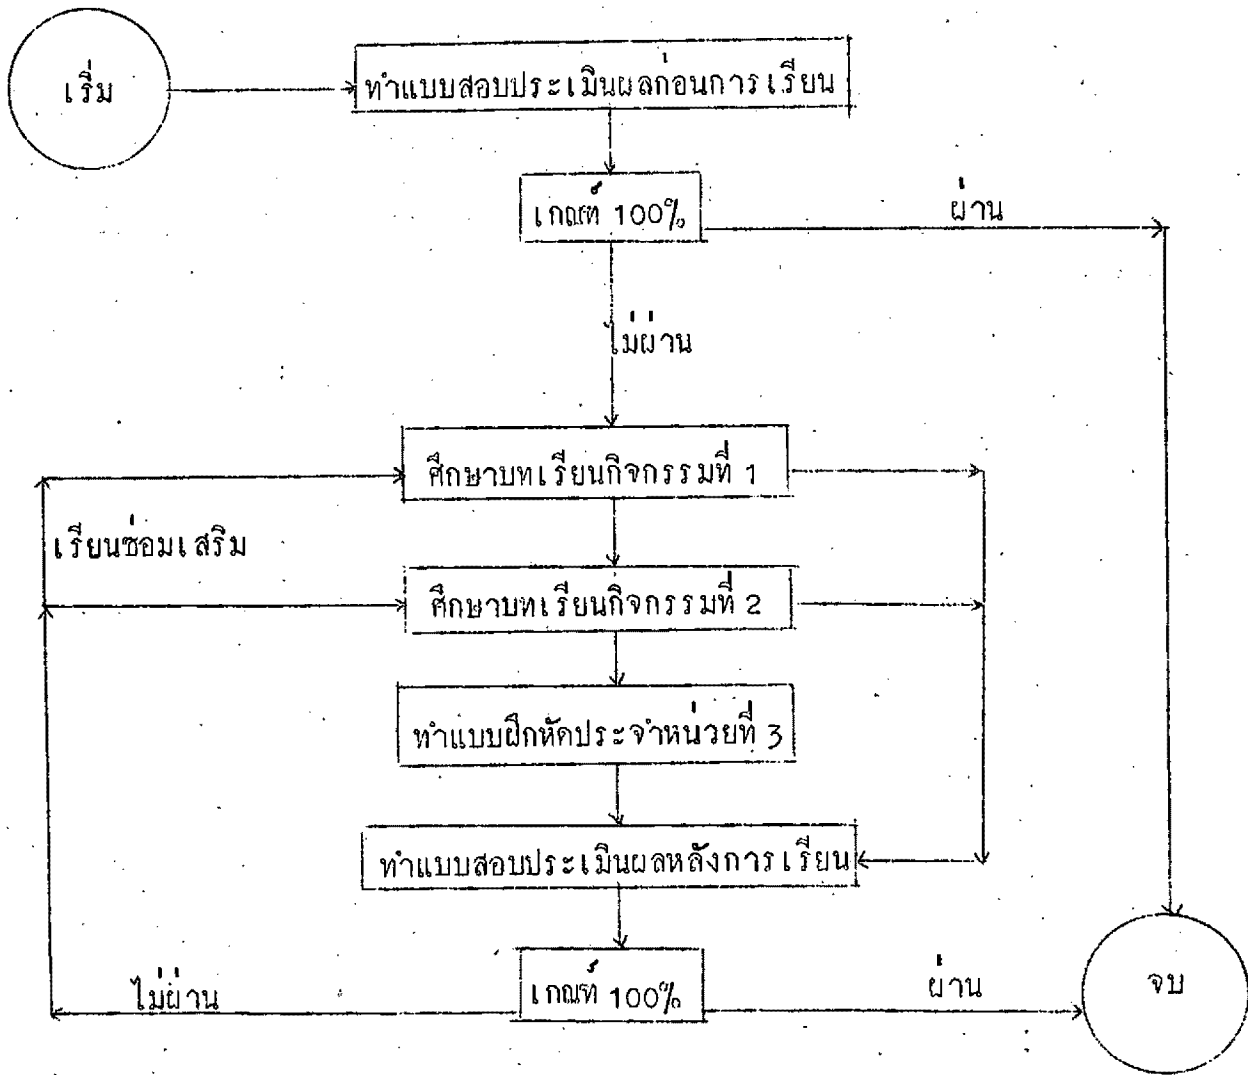 เริ่ม
ทำแบบสอบประเมินผลก่อนการเรียน
เกณฑ์ 100%
ผ่าน
ไม่ผ่าน
ศึกษาบทเรียนกิจกรรมที่ 1
เรียนซ่อมเสริม
ศึกษาบทเรียนกิจกรรมที่ 2
ทำแบบฝึกหัดประจำหน่วยที่ 3
ทำแบบสอบประเมินผลหลังการเรียน
ไม่ผ่าน
เกณฑ์ 100%
ผ่าน
จบ